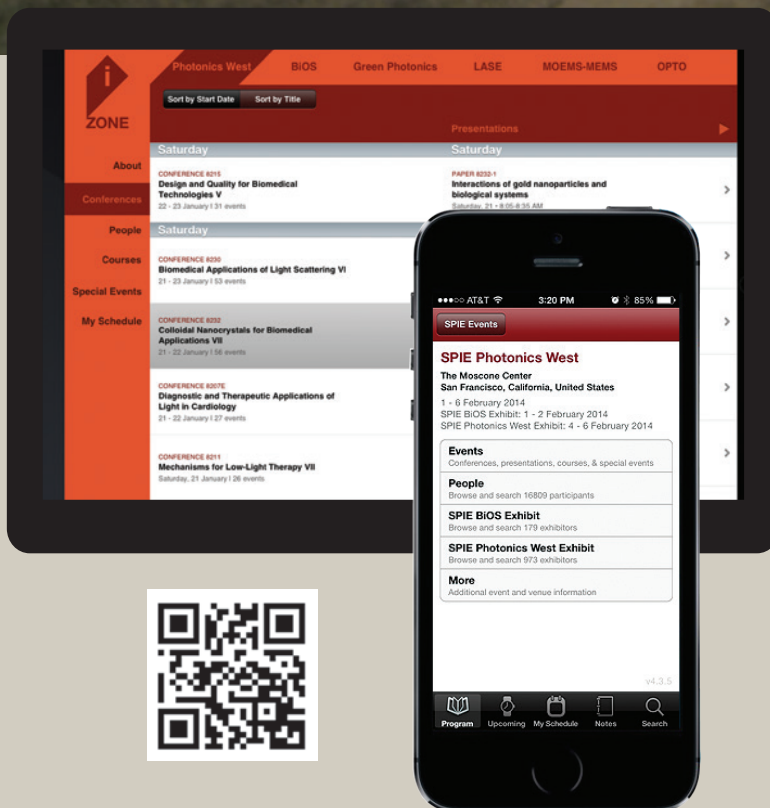 i
ZONE
Photonics West
BiOS
Green Photonics
LASE
MOEMS-MEMS
OPTO
Sort by Start Date
Sort by Title
Presentations
About
Conferences
People
Courses
Special Events
My Schedule
Saturday
CONFERENCE 8215
Design and Quality for Biomedical
Technologies V
22 - 23 January | 31 events
Saturday
CONFERENCE 8230
Biomedical Applications of Light Scattering VI
21 - 23 January | 53 events
CONFERENCE 8232
Colloidal Nanocrystals for Biomedical
Applications VII
21 - 22 January | 56 events
CONFERENCE 8207E
Diagnostic and Therapeutic Applications of
Light in Cardiology
21 - 22 January | 27 events
CONFERENCE 8211
Mechanisms for Low-Light Therapy VII
Saturday, 21 January | 26 events
Saturday
PAPER 8232-1
Interactions of gold nanoparticles and
biological systems
Saturday, 21 • 8:05-8:35 AM
AT&T
3:20 PM
85%
SPIE Events
SPIE Photonics West
The Moscone Center
San Francisco, California, United States
1 - 6 February 2014
SPIE BiOS Exhibit: 1 - 2 February 2014
SPIE Photonics West Exhibit: 4 - 6 February 2014
Events
Conferences, presentations, courses, & special events
People
Browse and search 16809 participants
SPIE BiOS Exhibit
Browse and search 179 exhibitors
SPIE Photonics West Exhibit
Browse and search 973 exhibitors
More
Additional event and venue information
v4.3.5
Program
Upcoming
My Schedule
Notes
Search